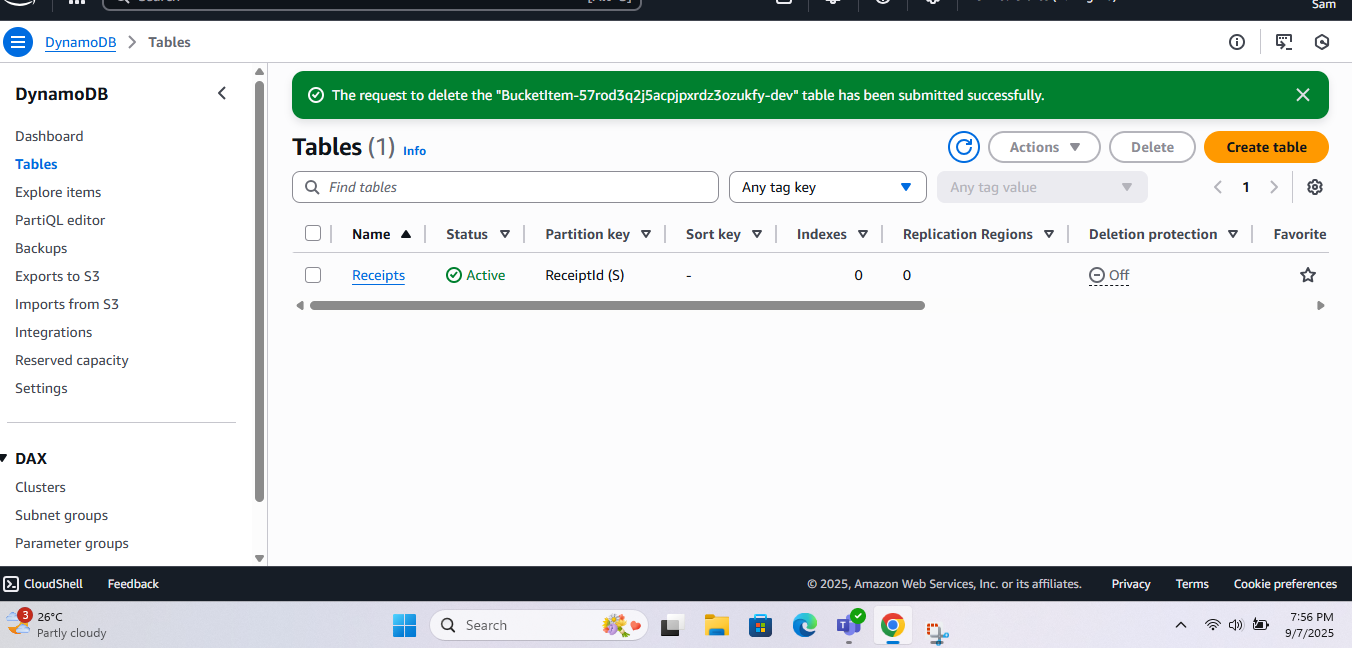 Sam
DynamoDB
Tables
DynamoDB
Dashboard
Tables
Explore items
PartiQL editor
Backups
Exports to S3
Imports from S3
Integrations
Reserved capacity
Settings
DAX
Clusters
Subnet groups
Parameter groups
The request to delete the "BucketItem-57rod3q2j5acpjpxrdz3ozukfy-dev" table has been submitted successfully.
Tables (1) Info
Actions
Delete
Create table
Find tables
Any tag key
Any tag value
1
Name Status Partition key Sort key Indexes Replication Regions Deletion protection Favorite
Receipts Active ReceiptId (S) - 0 0 Off
CloudShell Feedback © 2025, Amazon Web Services, Inc. or its affiliates. Privacy Terms Cookie preferences
3
26°C
Partly cloudy
Search
7:56 PM
9/7/2025